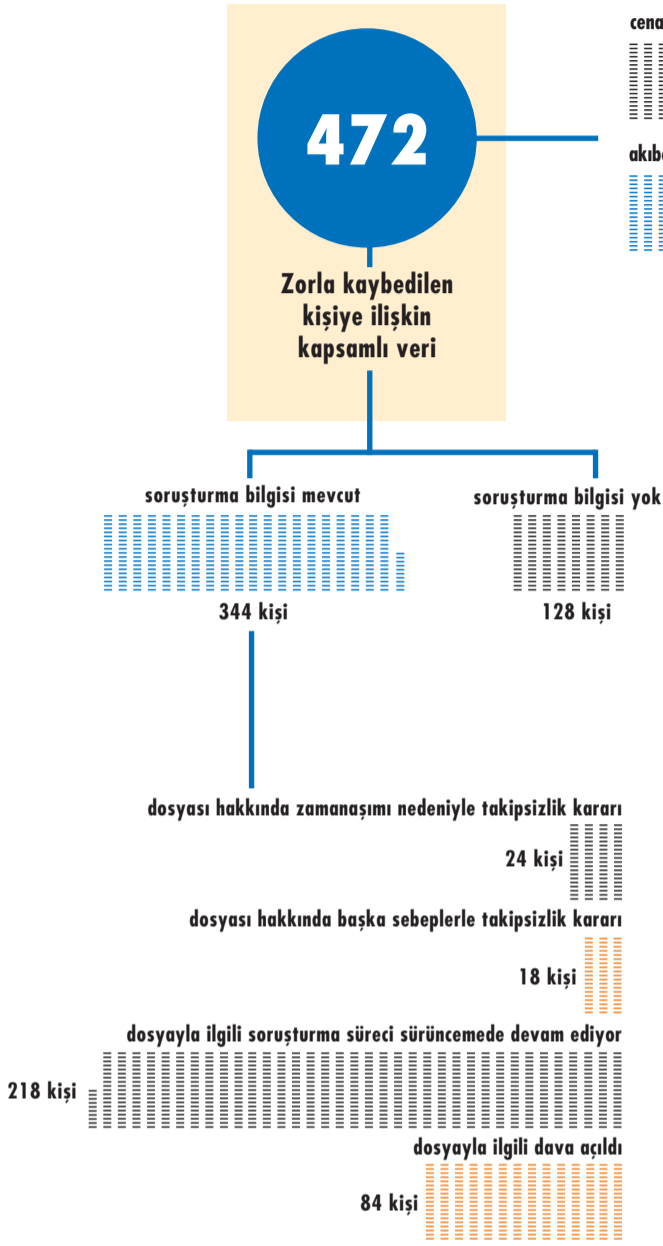 472
Zorla kaybedilen
kişiye ilişkin
kapsamlı veri
soruşturma bilgisi mevcut
344 kişi
soruşturma bilgisi yok
128 kişi
dosyası hakkında zamanaşımı nedeniyle takipsizlik kararı
24 kişi
dosyası hakkında başka sebeplerle takipsizlik kararı
18 kişi
dosyayla ilgili soruşturma süreci sürüncemede devam ediyor
218 kişi
dosyayla ilgili dava açıldı
84 kişi